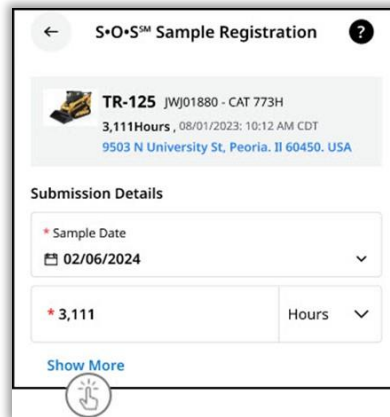 ← S•O•S℠ Sample Registration ?
TR-125 JWJ01880 - CAT 773H
3,111Hours , 08/01/2023: 10:12 AM CDT
9503 N University St, Peoria. Il 60450. USA
Submission Details
* Sample Date
02/06/2024
* 3,111 Hours
Show More